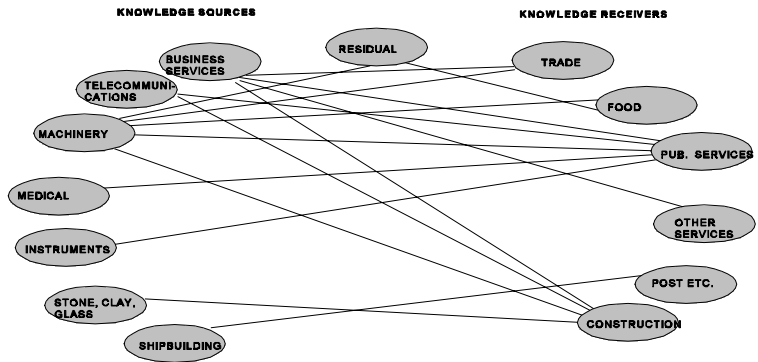 KNOWLEDGE SOURCES
KNOWLEDGE RECEIVERS
BUSINESS
SERVICES
RESIDUAL
TRADE
TELECOMMUNI-
CATIONS
FOOD
MACHINERY
PUB. SERVICES
MEDICAL
OTHER
SERVICES
INSTRUMENTS
POST ETC.
STONE, CLAY,
GLASS
CONSTRUCTION
SHIPBUILDING